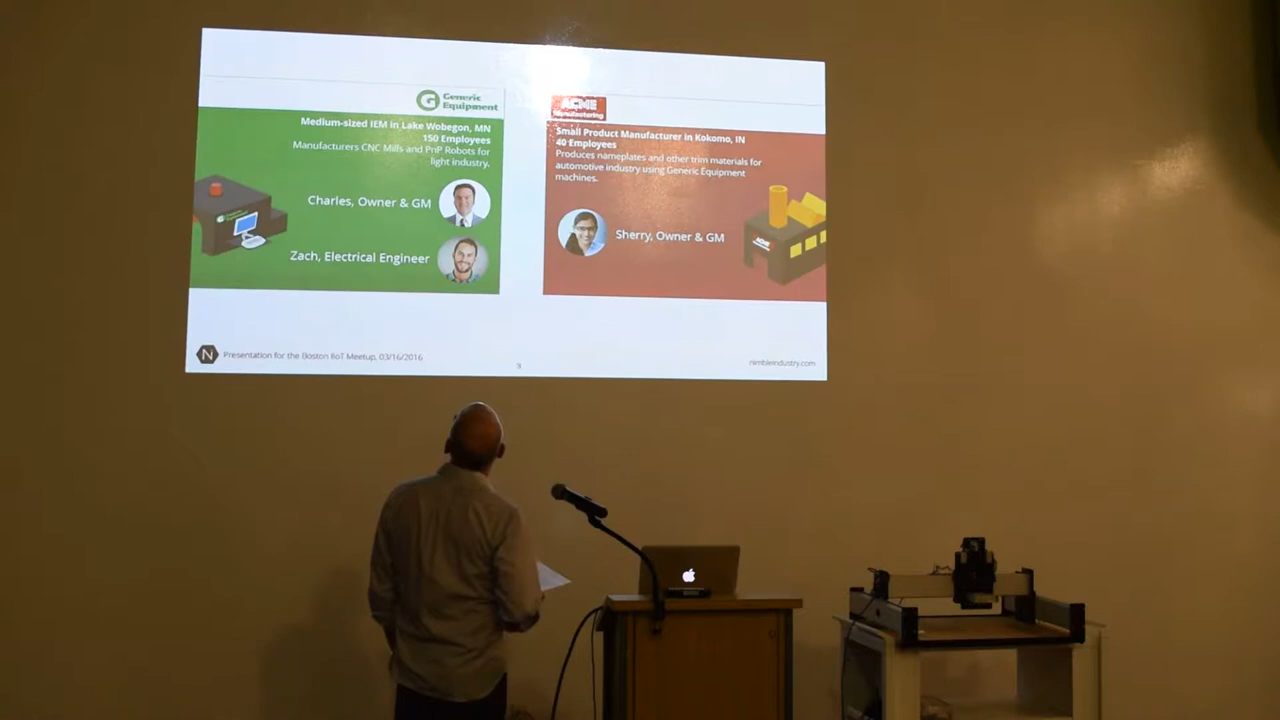 Generic
Equipment
Medium-sized IEM in Lake Wobegon, MN
150 Employees
Manufacturers CNC Mills and PnP Robots for
light industry.
Charles, Owner & GM
Zach, Electrical Engineer
ACME
Manufacturing
Small Product Manufacturer in Kokomo, IN
40 Employees
Produces nameplates and other trim materials for
automotive industry using Generic Equipment
machines.
Sherry, Owner & GM
ACME
N
Presentation for the Boston IIoT Meetup, 03/16/2016
nimbleindustry.com